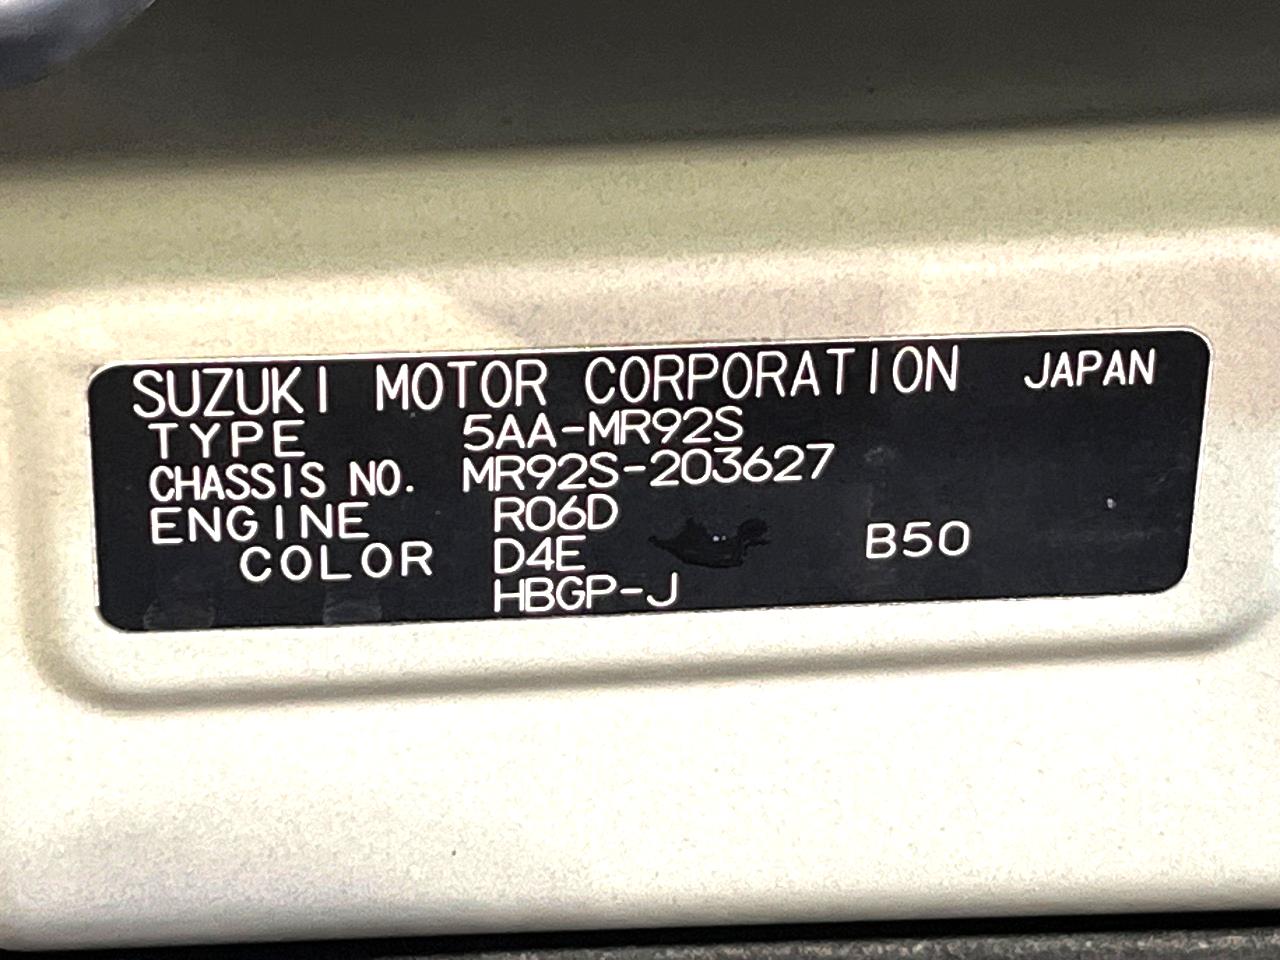 SUZUKI MOTOR CORPORATION JAPAN
TYPE 5AA-MR92S
CHASSIS NO. MR92S-203627
ENGINE R06D
COLOR D4E B50
HBGP-J